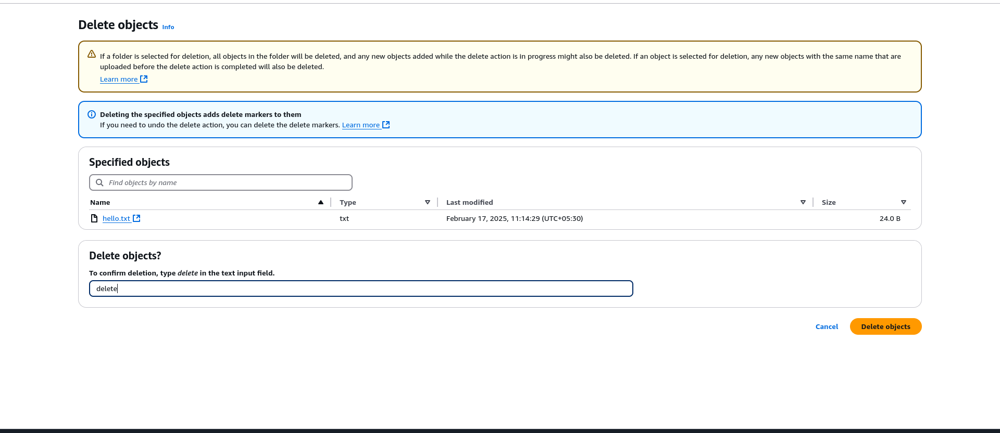 Delete objects Info
If a folder is selected for deletion, all objects in the folder will be deleted, and any new objects added while the delete action is in progress might also be deleted. If an object is selected for deletion, any new objects with the same name that are
uploaded before the delete action is completed will also be deleted.
Learn more
Deleting the specified objects adds delete markers to them
If you need to undo the delete action, you can delete the delete markers. Learn more
Specified objects
Find objects by name
Name Type Last modified Size
hello.txt txt February 17, 2025, 11:14:29 (UTC+05:30) 24.0 B
Delete objects?
To confirm deletion, type delete in the text input field.
delete
Cancel Delete objects